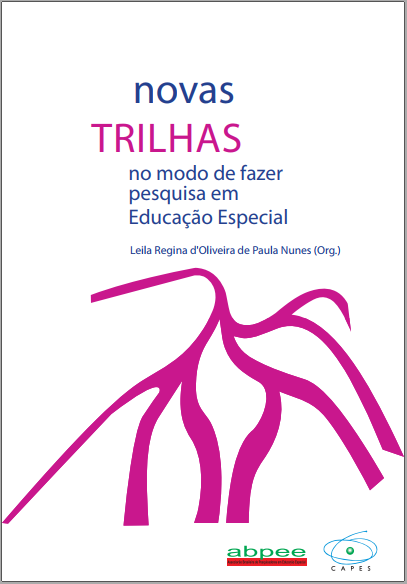 novas
TRILHAS
no modo de fazer
pesquisa em
Educação Especial
Leila Regina d'Oliveira de Paula Nunes (Org.)
abpee
CAPES